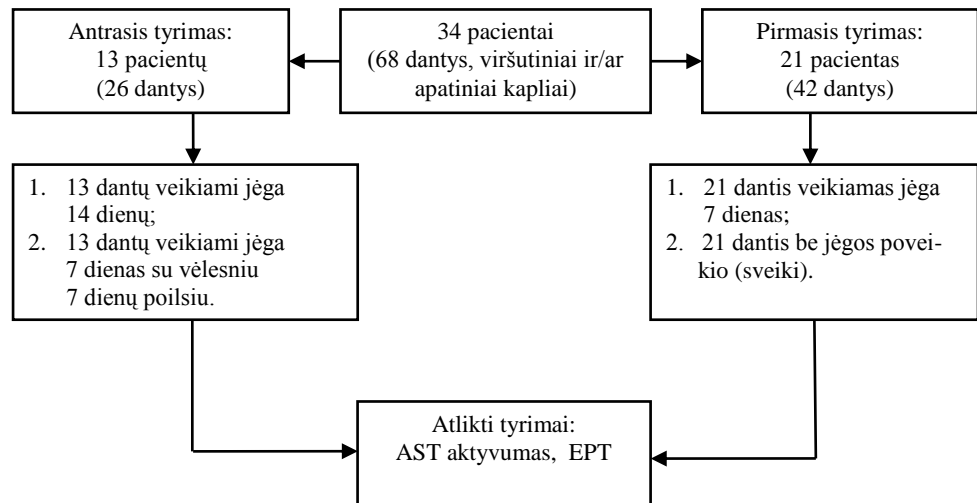 Antrasis tyrimas:
13 pacientų
(26 dantys)
34 pacientai
(68 dantys, viršutiniai ir/ar
apatiniai kapliai)
Pirmasis tyrimas:
21 pacientas
(42 dantys)
1. 13 dantų veikiami jėga
14 dienų;
2. 13 dantų veikiami jėga
7 dienas su vėlesniu
7 dienų poilsiu.
1. 21 dantis veikiamas jėga
7 dienas;
2. 21 dantis be jėgos povei-
kio (sveiki).
Atlikti tyrimai:
AST aktyvumas, EPT